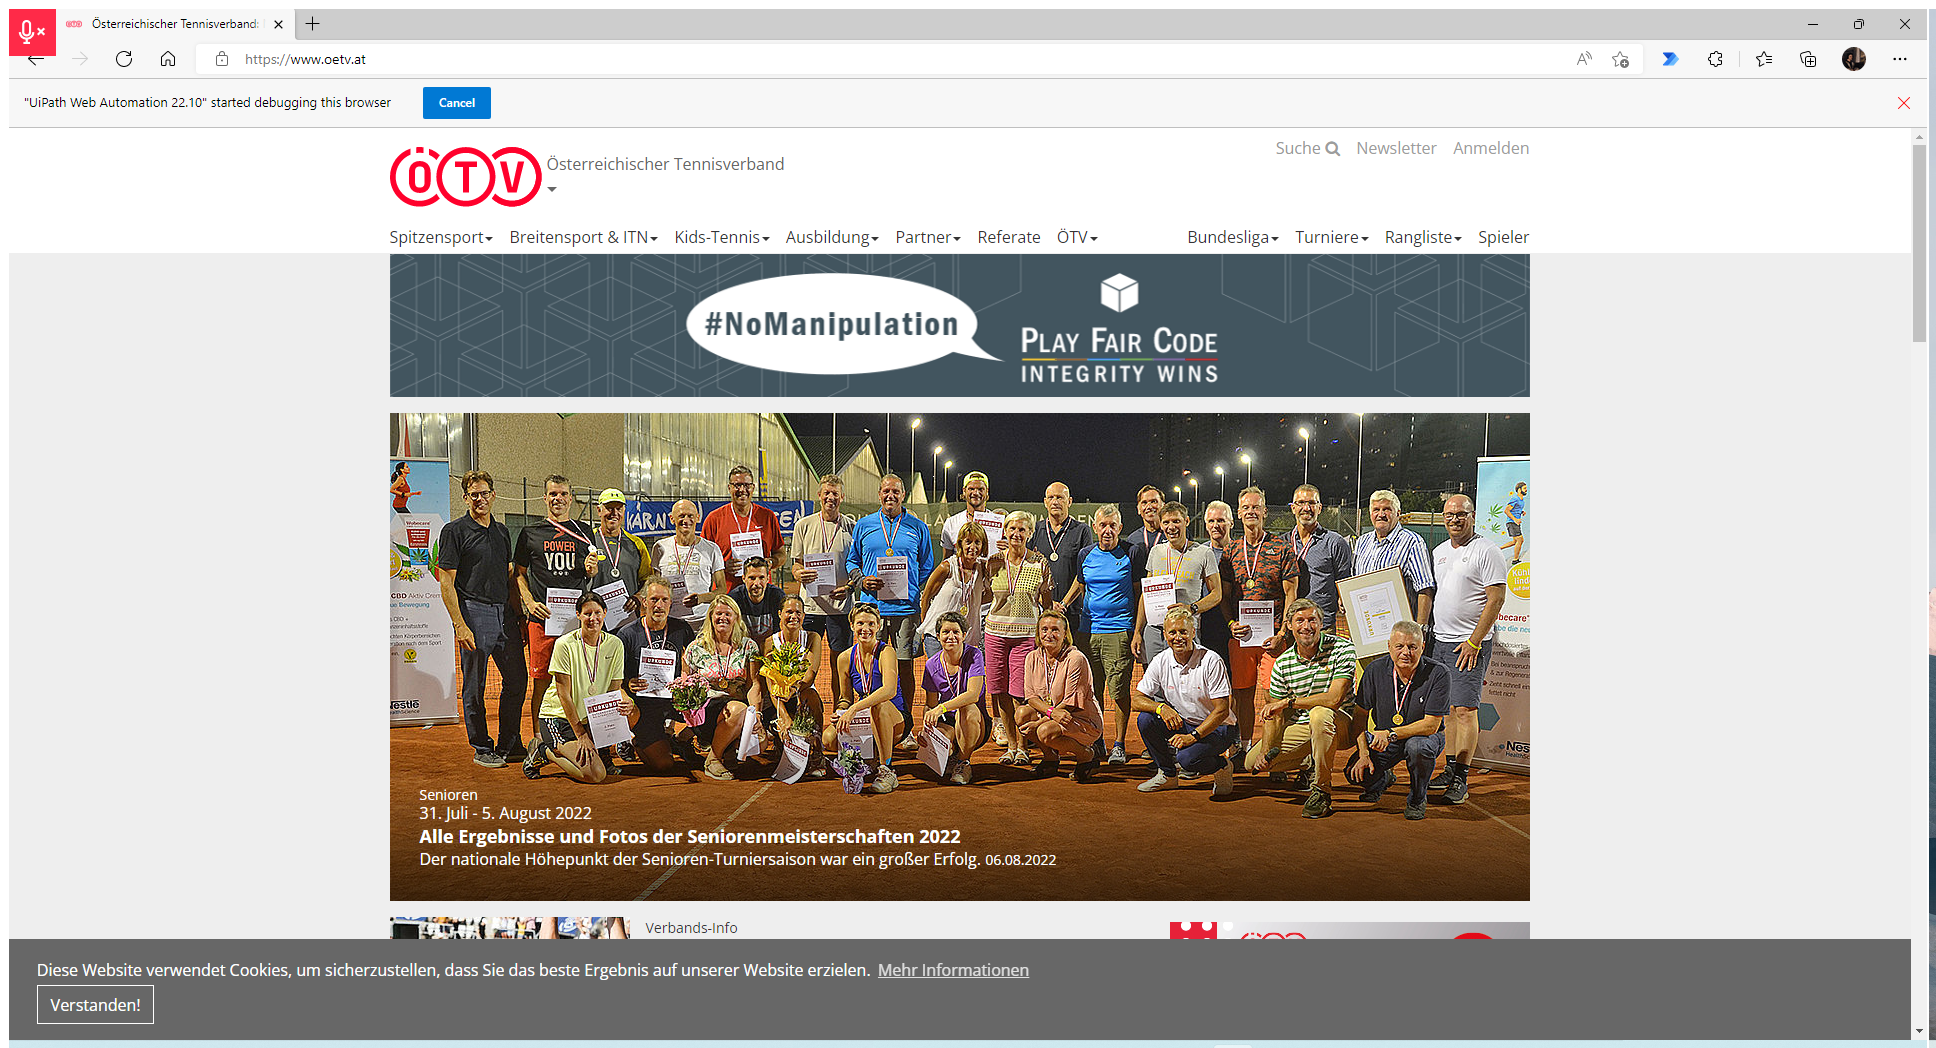 Österreichischer Tennisverband
https://www.oetv.at
"UiPath Web Automation 22.10" started debugging this browser
Cancel
ÖTV
Österreichischer Tennisverband
Suche
Newsletter
Anmelden
Spitzensport
Breitensport & ITN
Kids-Tennis
Ausbildung
Partner
Referate
ÖTV
Bundesliga
Turniere
Rangliste
Spieler
#NoManipulation
PLAY FAIR CODE
INTEGRITY WINS
POWER
YOU
URKUNDE
Senioren
31. Juli - 5. August 2022
Alle Ergebnisse und Fotos der Seniorenmeisterschaften 2022
Der nationale Höhepunkt der Senioren-Turniersaison war ein großer Erfolg. 06.08.2022
Verbands-Info
Diese Website verwendet Cookies, um sicherzustellen, dass Sie das beste Ergebnis auf unserer Website erzielen. Mehr Informationen
Verstanden!